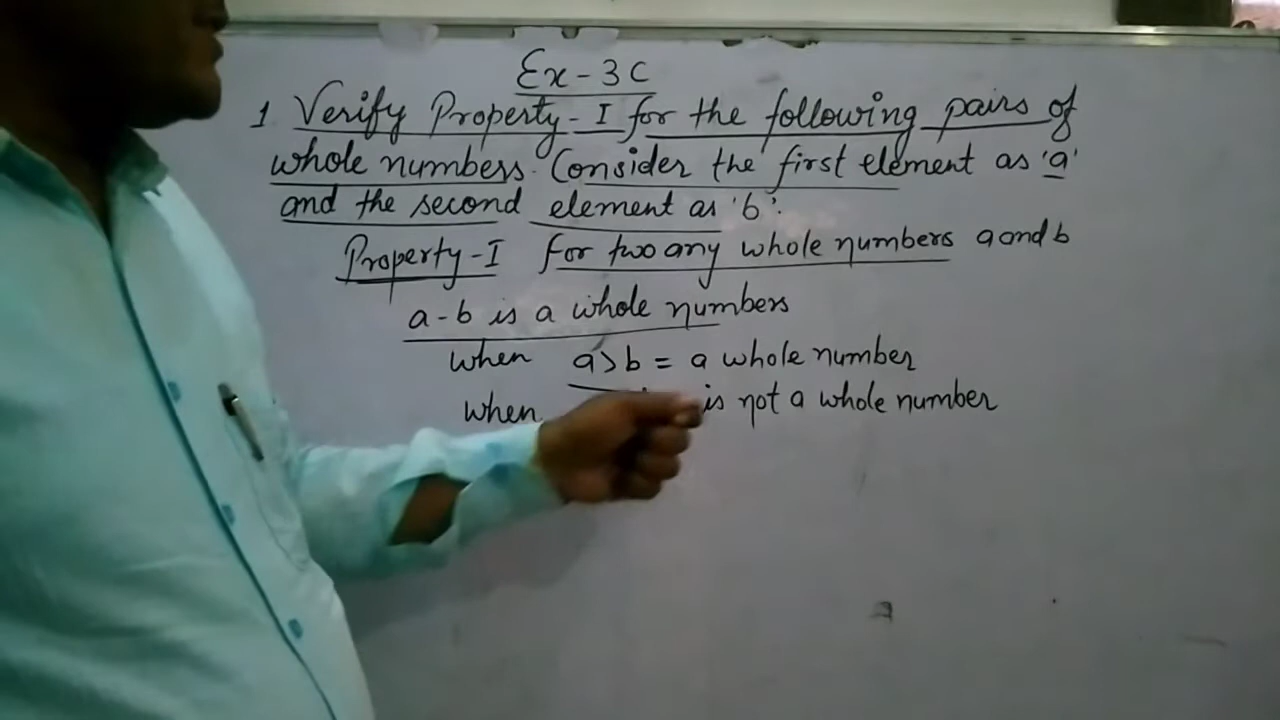 Ex-3C
1 Verify Property-I for the following pairs of
whole numbers. Consider the first element as 'a'
and the second element as 'b'.
Property-I for two any whole numbers a and b
a-b is a whole numbers
when a>b = a whole number
when is not a whole number